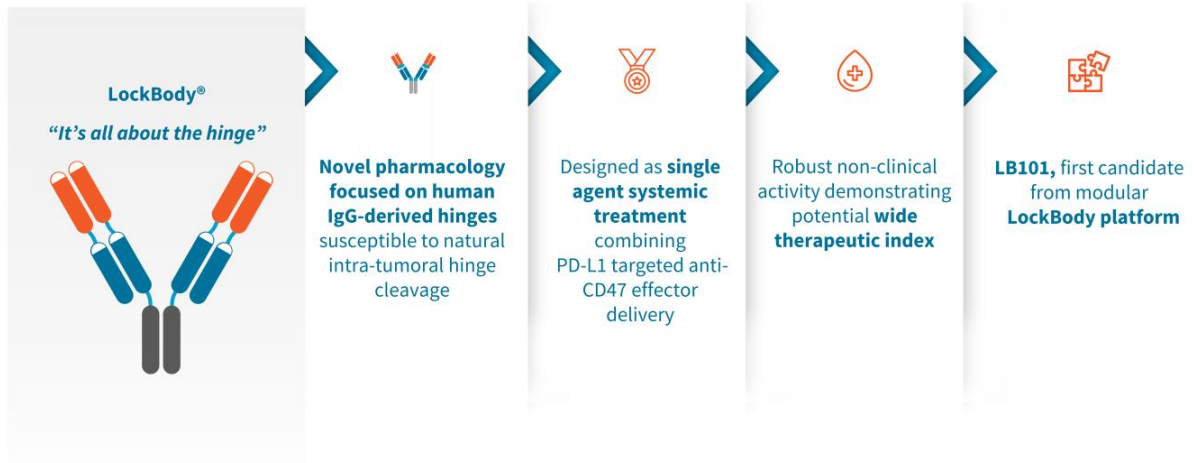 LockBody®
“It’s all about the hinge”
Novel pharmacology
focused on human
IgG-derived hinges
susceptible to natural
intra-tumoral hinge
cleavage
Designed as single
agent systemic
treatment
combining
PD-L1 targeted anti-
CD47 effector
delivery
Robust non-clinical
activity demonstrating
potential wide
therapeutic index
LB101, first candidate
from modular
LockBody platform